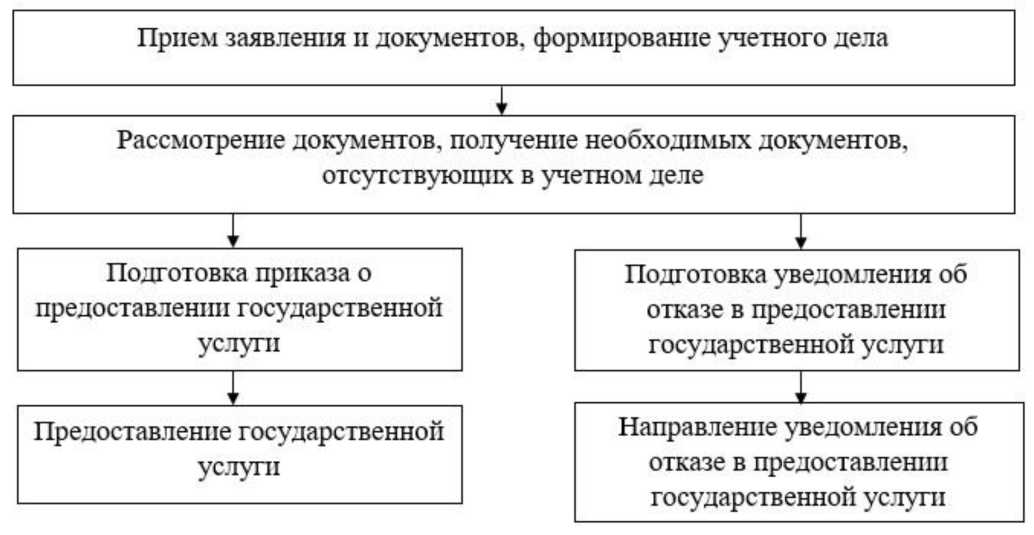 Прием заявления и документов, формирование учетного дела
Рассмотрение документов, получение необходимых документов,
отсутствующих в учетном деле
Подготовка приказа о
предоставлении государственной
услуги
Подготовка уведомления об
отказе в предоставлении
государственной услуги
Предоставление государственной
услуги
Направление уведомления об
отказе в предоставлении
государственной услуги